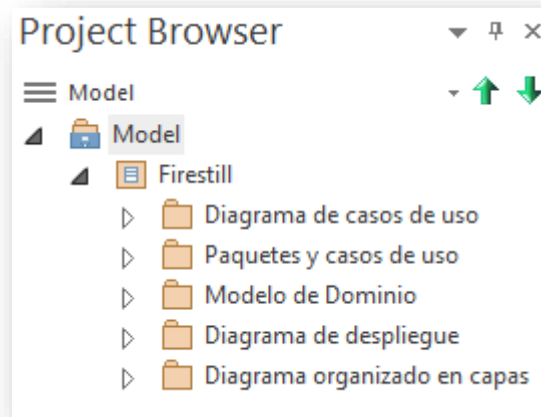 Project Browser
Model
Model
Firestill
Diagrama de casos de uso
Paquetes y casos de uso
Modelo de Dominio
Diagrama de despliegue
Diagrama organizado en capas